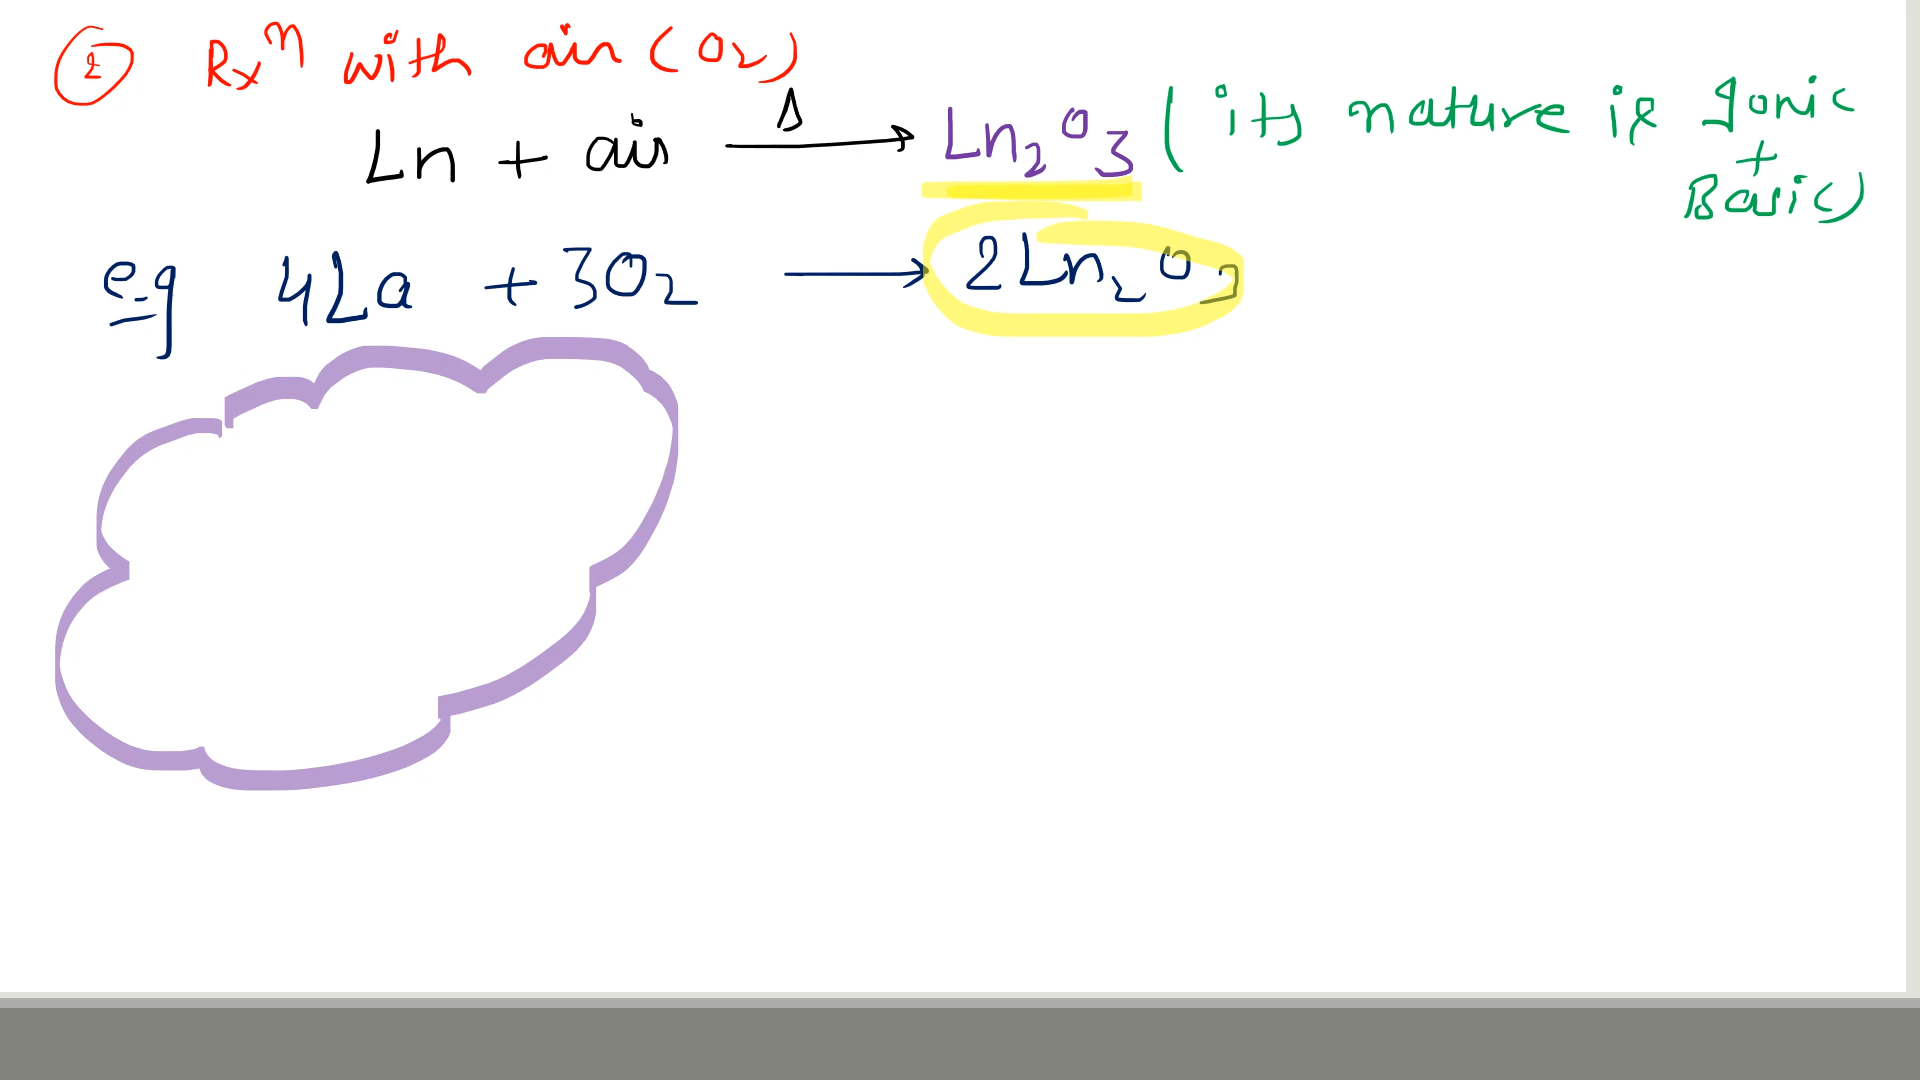 ② Rxⁿ with air (O₂)
Ln + air —Δ→ Ln₂O₃ (its nature is Ionic
+
Basic)
e.g 4La + 3O₂ ⟶ 2Ln₂O₃